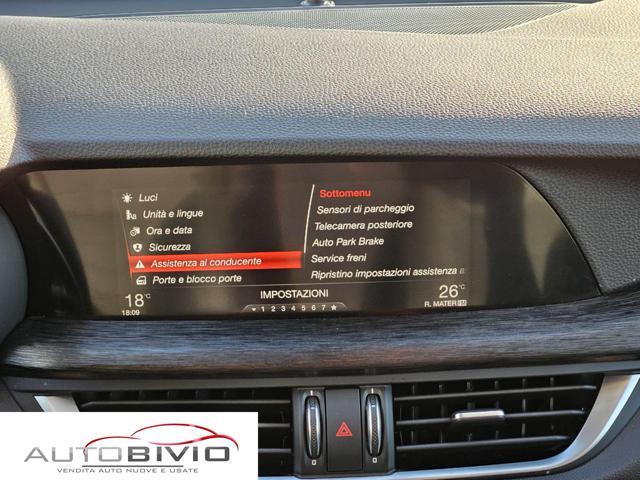 Luci
Unità e lingue
Ora e data
Sicurezza
Assistenza al conducente
Porte e blocco porte
Sottomenu
Sensori di parcheggio
Telecamera posteriore
Auto Park Brake
Service freni
Ripristino impostazioni assistenza a
18°C
18:09
IMPOSTAZIONI
1 2 3 4 5 6 7
26°C
R. MATER
AUTOBIVIO
VENDITA AUTO NUOVE E USATE